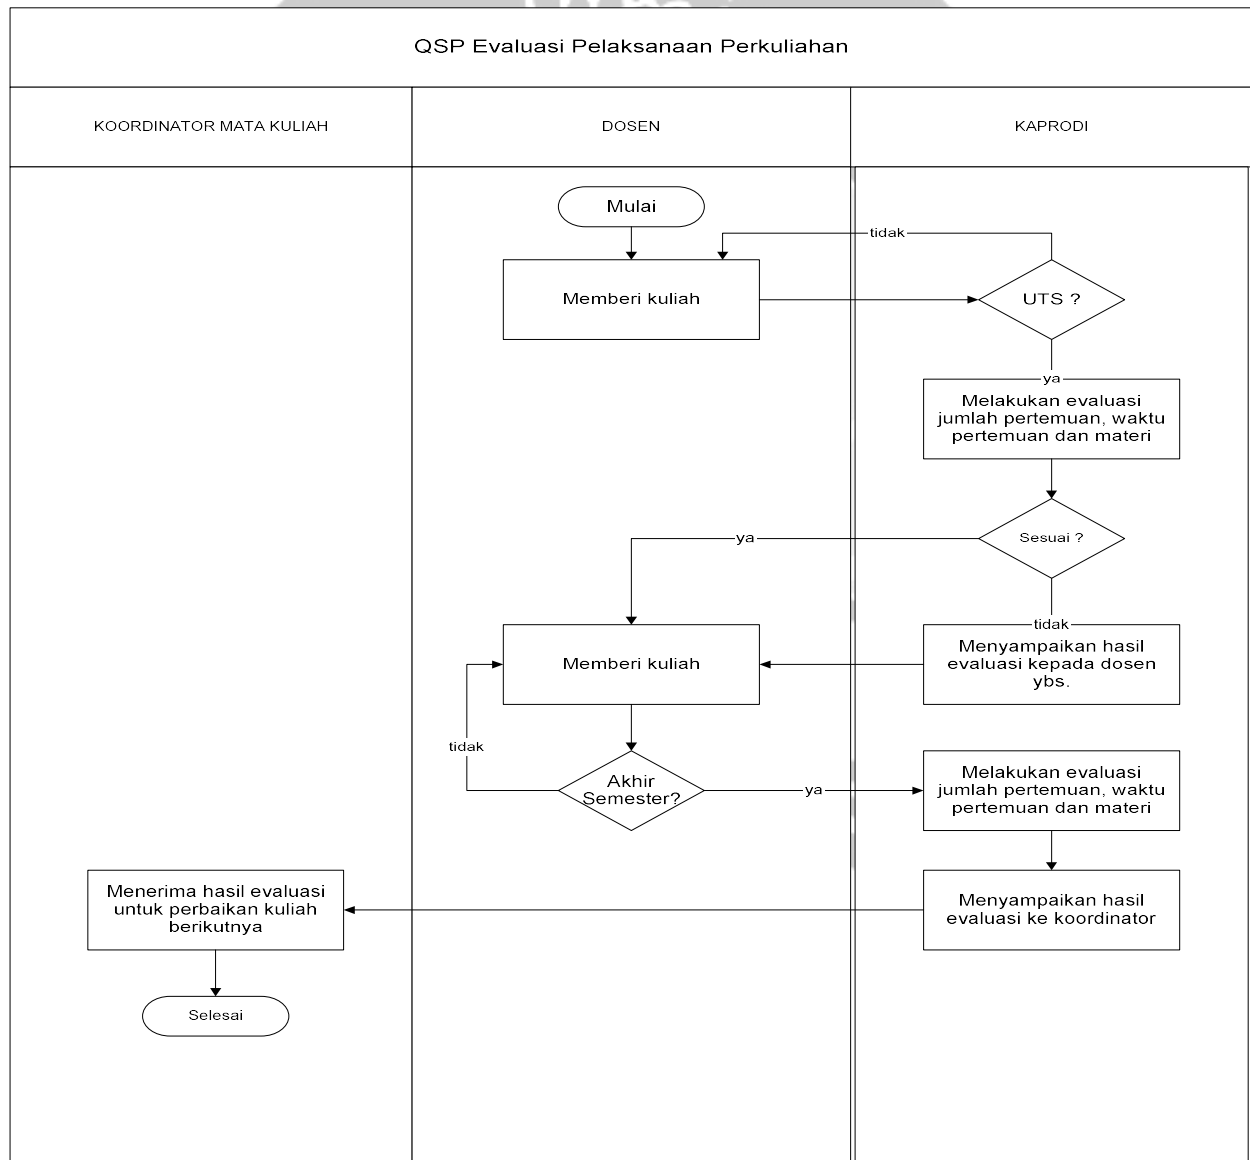 QSP Evaluasi Pelaksanaan Perkuliahan
KOORDINATOR MATA KULIAH
DOSEN
KAPRODI
Mulai
tidak
Memberi kuliah
UTS ?
ya
Melakukan evaluasi
jumlah pertemuan, waktu
pertemuan dan materi
ya
Sesuai ?
tidak
Memberi kuliah
Menyampaikan hasil
evaluasi kepada dosen
ybs.
tidak
Akhir
Semester?
ya
Melakukan evaluasi
jumlah pertemuan, waktu
pertemuan dan materi
Menerima hasil evaluasi
untuk perbaikan kuliah
berikutnya
Menyampaikan hasil
evaluasi ke koordinator
Selesai